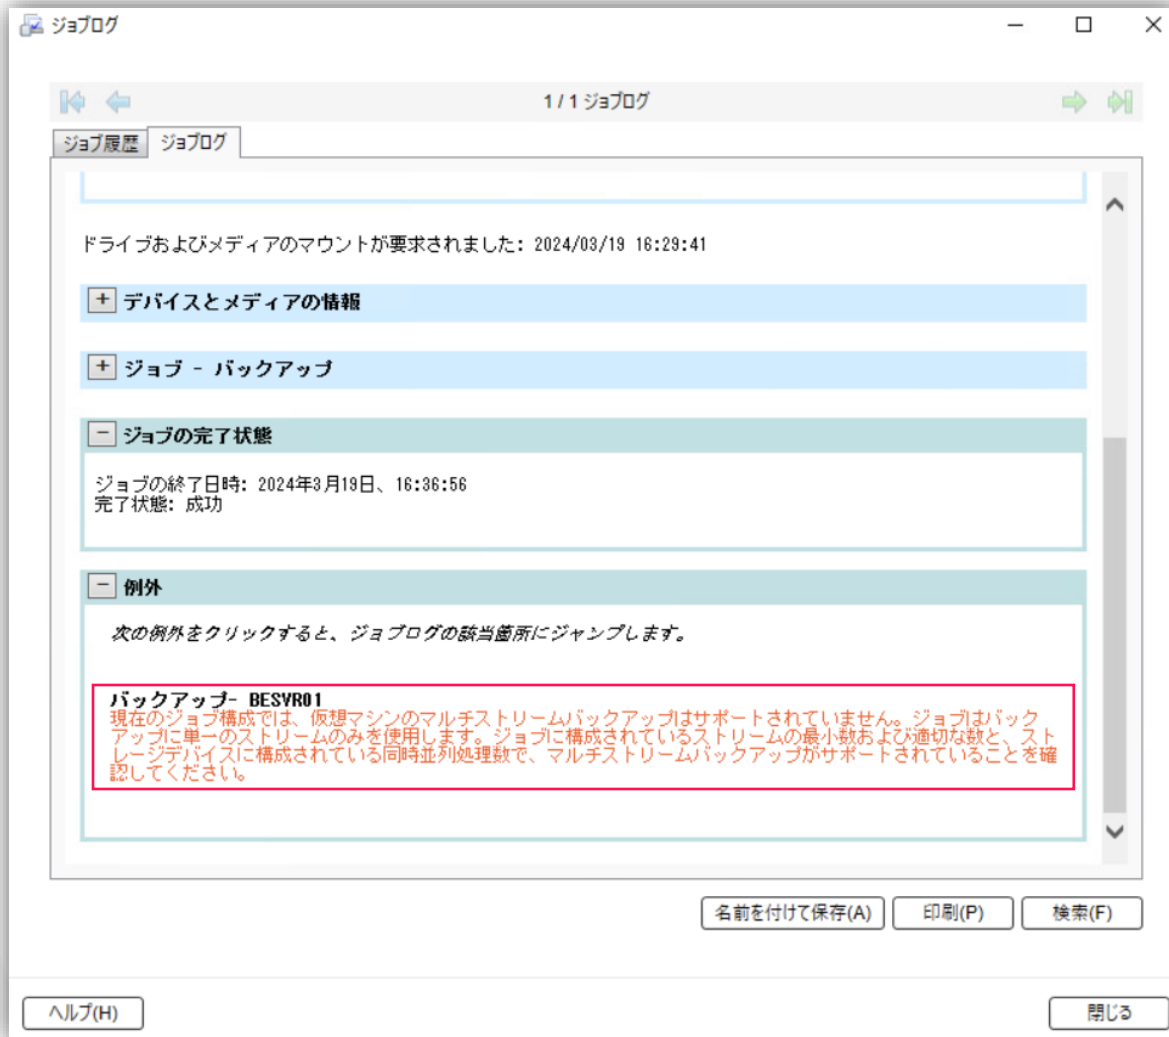 ジョブログ
1 / 1 ジョブログ
ジョブ履歴
ジョブログ
ドライブおよびメディアのマウントが要求されました: 2024/03/19 16:29:41
+ デバイスとメディアの情報
+ ジョブ - バックアップ
− ジョブの完了状態
ジョブの終了日時: 2024年3月19日、16:36:56
完了状態: 成功
− 例外
次の例外をクリックすると、ジョブログの該当箇所にジャンプします。
バックアップ- BESVR01
現在のジョブ構成では、仮想マシンのマルチストリームバックアップはサポートされていません。ジョブはバック
アップに単一のストリームのみを使用します。ジョブに構成されているストリームの最小数および適切な数と、スト
レージデバイスに構成されている同時並列処理数で、マルチストリームバックアップがサポートされていることを確
認してください。
名前を付けて保存(A)
印刷(P)
検索(F)
ヘルプ(H)
閉じる